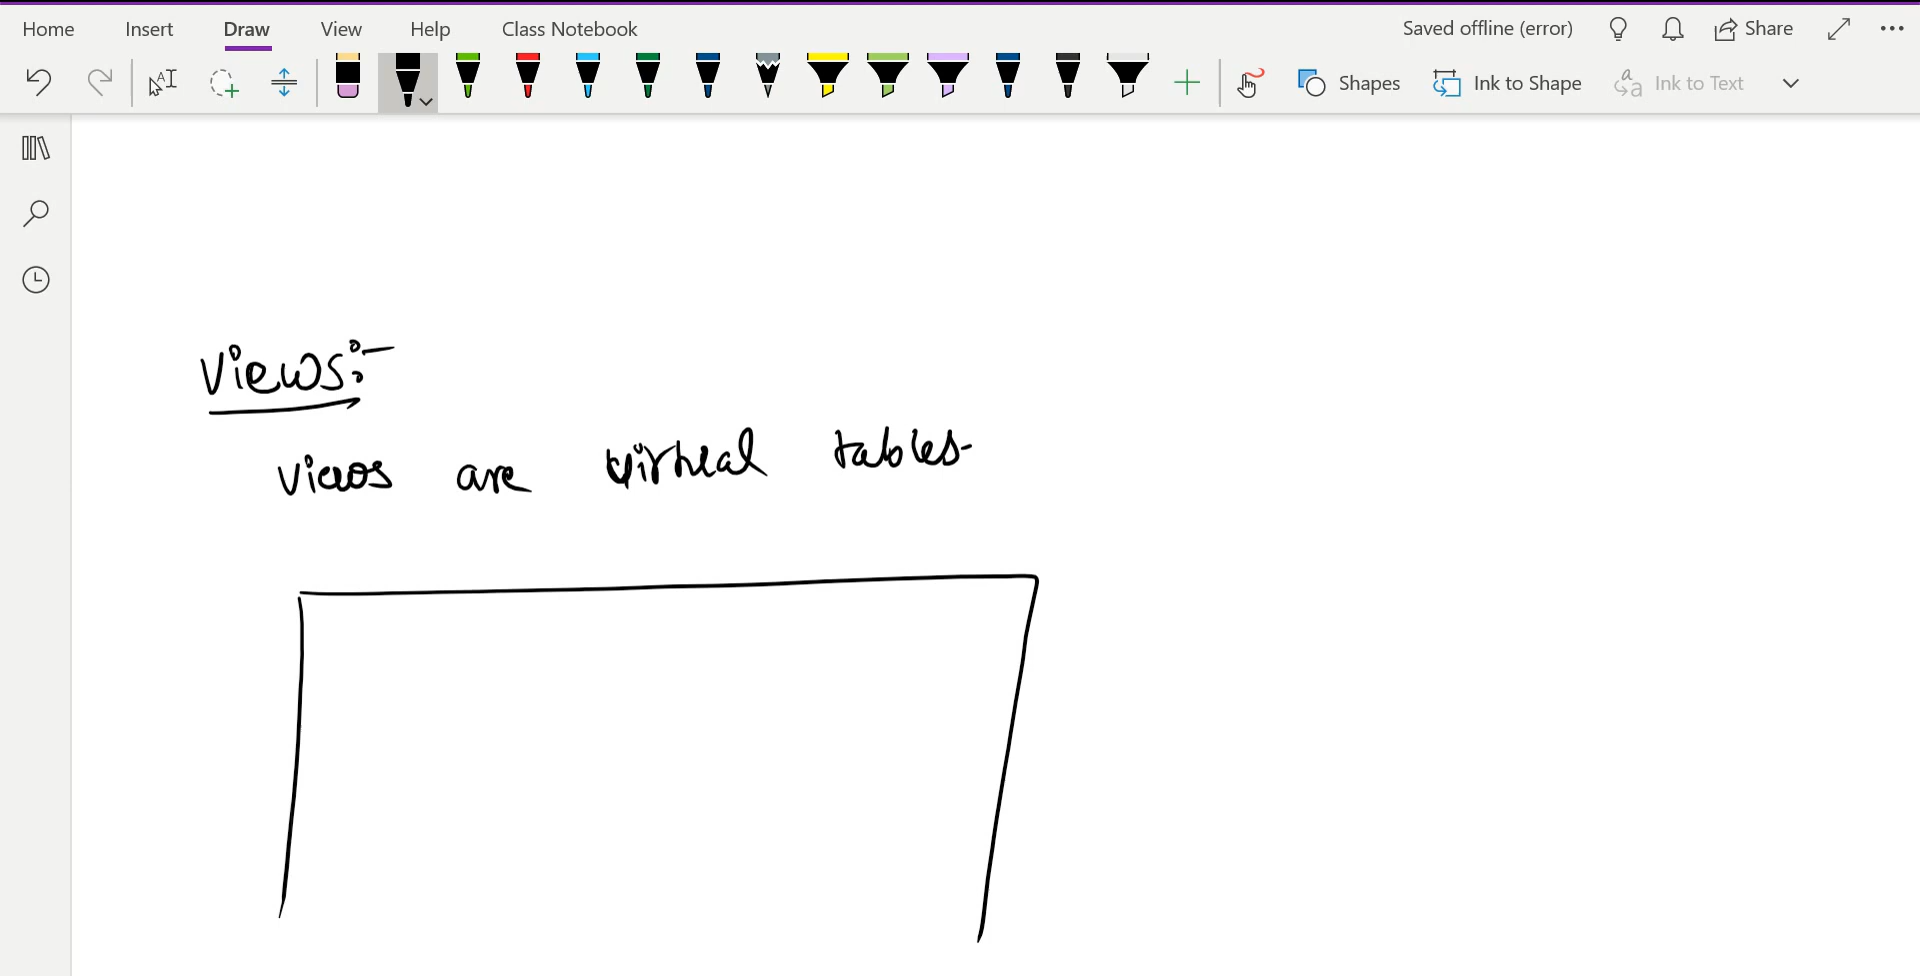 Home Insert Draw View Help Class Notebook Saved offline (error) Share
Shapes Ink to Shape Ink to Text
Views:-
Views are virtual tables-